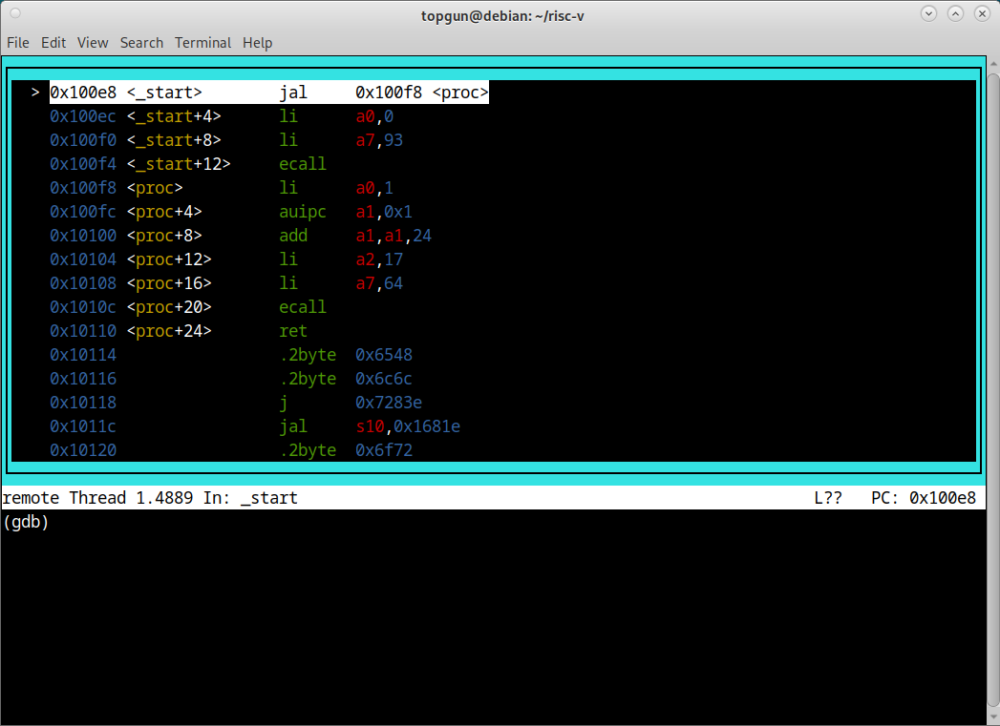 topgun@debian: ~/risc-v
File Edit View Search Terminal Help
> 0x100e8 <_start> jal 0x100f8 <proc>
0x100ec <_start+4> li a0,0
0x100f0 <_start+8> li a7,93
0x100f4 <_start+12> ecall
0x100f8 <proc> li a0,1
0x100fc <proc+4> auipc a1,0x1
0x10100 <proc+8> add a1,a1,24
0x10104 <proc+12> li a2,17
0x10108 <proc+16> li a7,64
0x1010c <proc+20> ecall
0x10110 <proc+24> ret
0x10114 .2byte 0x6548
0x10116 .2byte 0x6c6c
0x10118 j 0x7283e
0x1011c jal s10,0x1681e
0x10120 .2byte 0x6f72
remote Thread 1.4889 In: _start L?? PC: 0x100e8
(gdb)